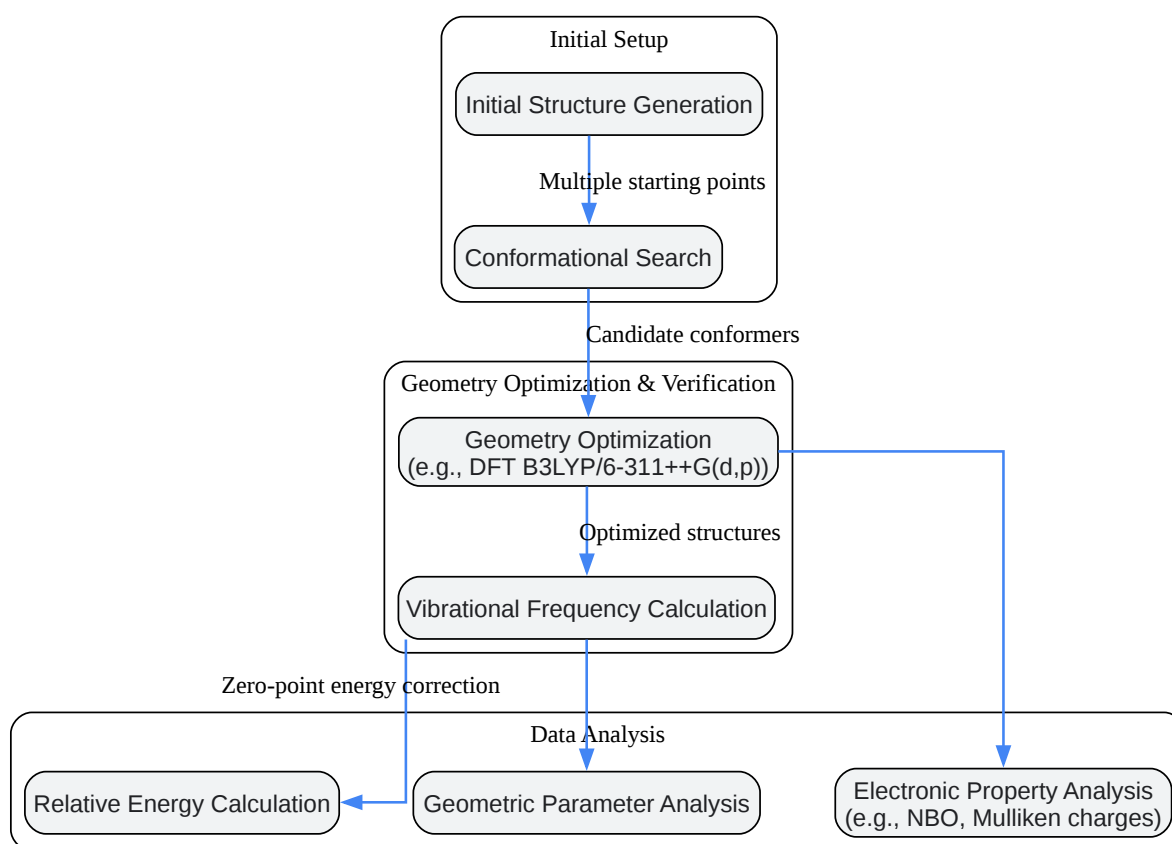 Initial Setup
Initial Structure Generation
Multiple starting points
Conformational Search
Candidate conformers
Geometry Optimization & Verification
Geometry Optimization
(e.g., DFT B3LYP/6-311++G(d,p))
Optimized structures
Vibrational Frequency Calculation
Zero-point energy correction
Data Analysis
Relative Energy Calculation
Geometric Parameter Analysis
Electronic Property Analysis
(e.g., NBO, Mulliken charges)